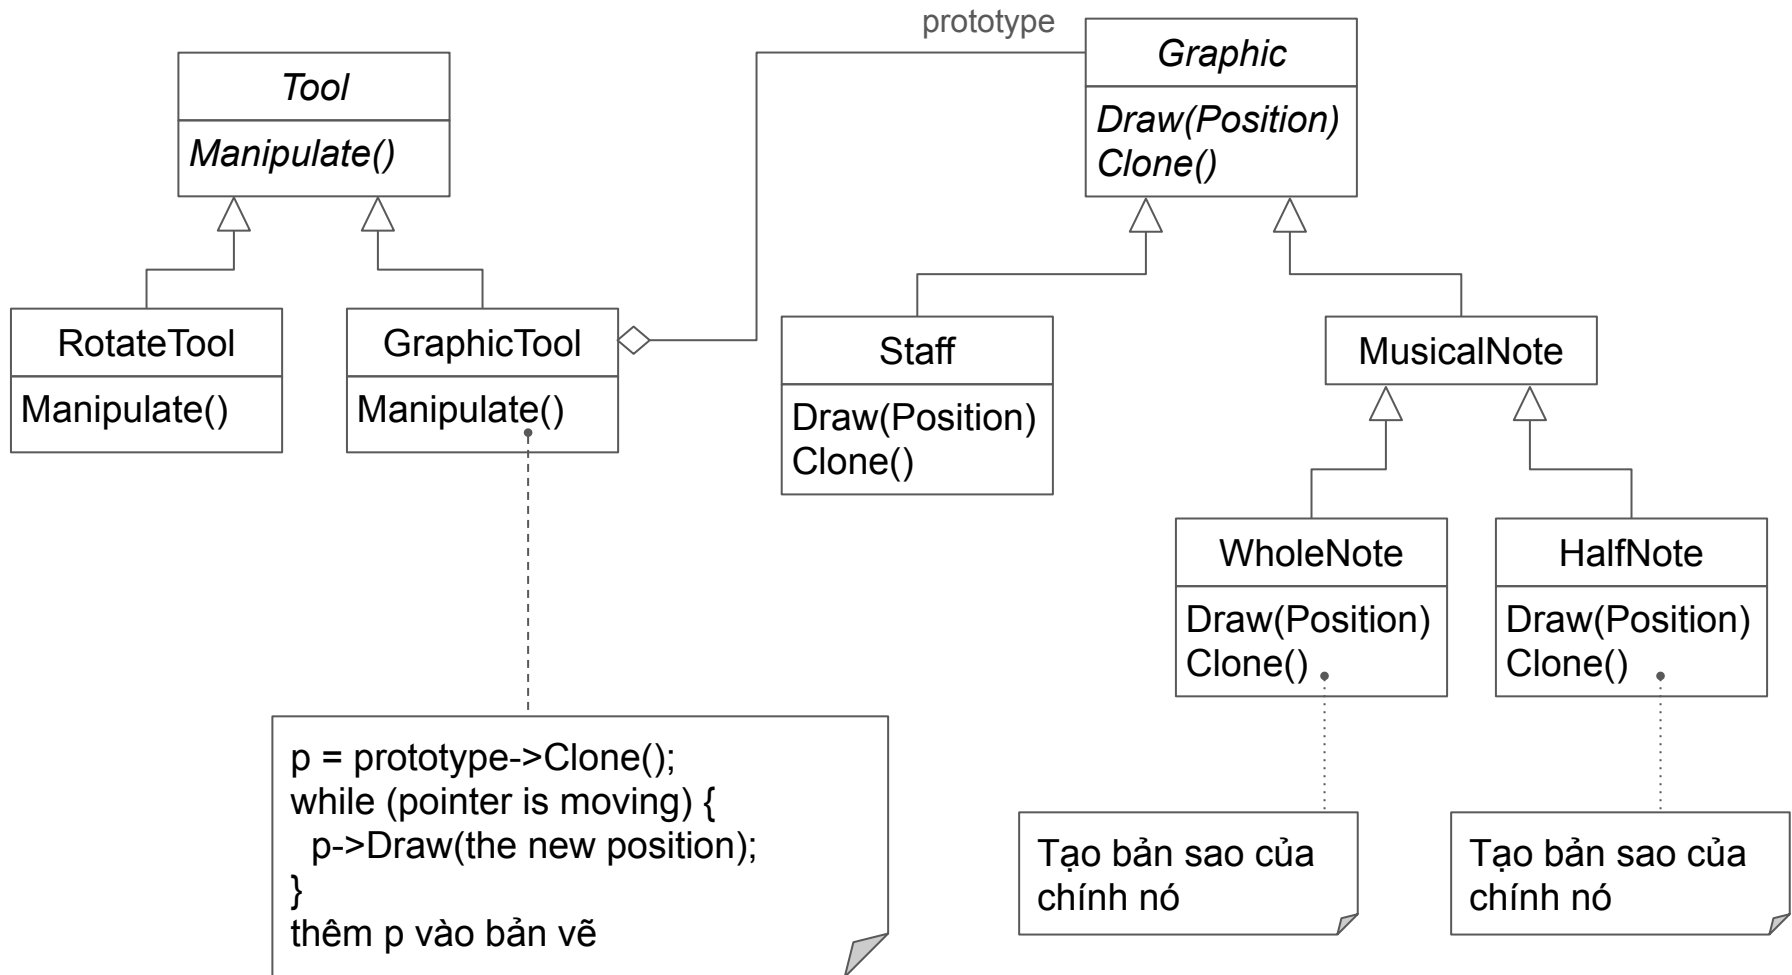 prototype
Tool
Manipulate()
Graphic
Draw(Position)
Clone()
RotateTool
Manipulate()
GraphicTool
Manipulate()
Staff
Draw(Position)
Clone()
MusicalNote
WholeNote
Draw(Position)
Clone()
HalfNote
Draw(Position)
Clone()
p = prototype->Clone();
while (pointer is moving) {
p->Draw(the new position);
}
thêm p vào bản vẽ
Tạo bản sao của
chính nó
Tạo bản sao của
chính nó